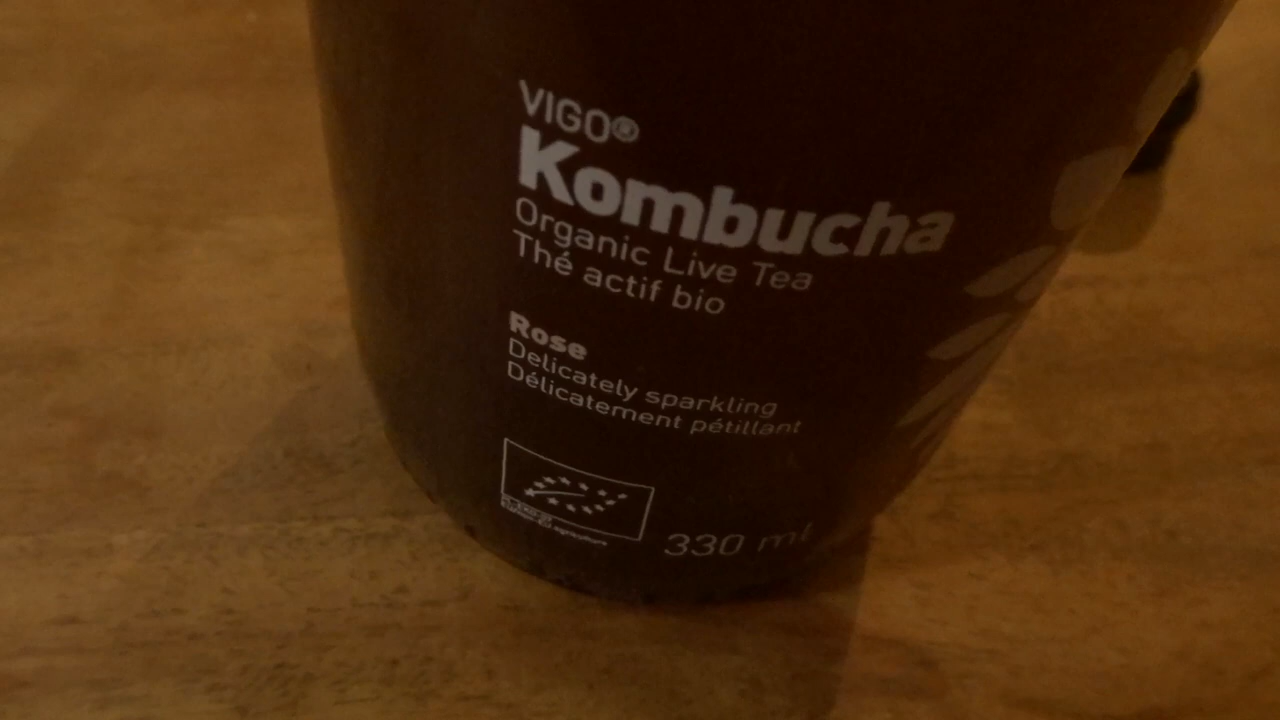 VIGO®
Kombucha
Organic Live Tea
Thé actif bio
Rose
Delicately sparkling
Délicatement pétillant
330 ml